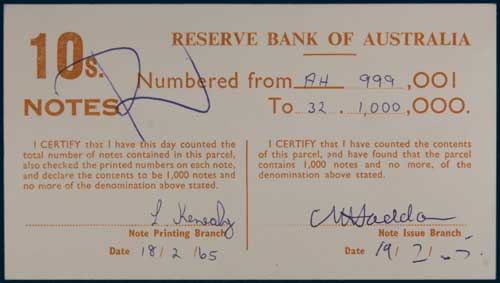 10s.
NOTES
RESERVE BANK OF AUSTRALIA
Numbered from AH 999,001
To 32.1,000,000.
I CERTIFY that I have this day counted the
total number of notes contained in this parcel,
also checked the printed numbers on each note,
and declare the contents to be 1,000 notes and
no more of the denomination above stated.
L. Kenealy
Note Printing Branch
Date 18/2/65
I CERTIFY that I have counted the contents
of this parcel, and have found that the parcel
contains 1,000 notes and no more, of the
denomination above stated.
Note Issue Branch
Date 19/